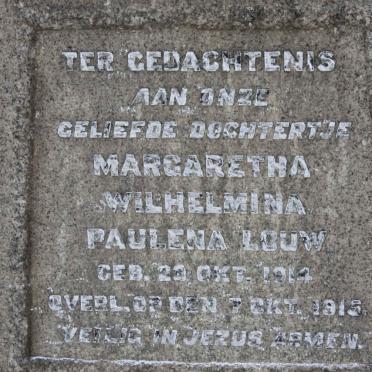 TER GEDACHTENIS
AAN ONZE
GELIEFDE DOCHTERTJE
MARGARETHA
WILHELMINA
PAULENA LOUW
GEB. 29 OKT. 1914
OVERL. OP DEN 7 OKT. 1915.
VEILIG IN JEZUS ARMEN.